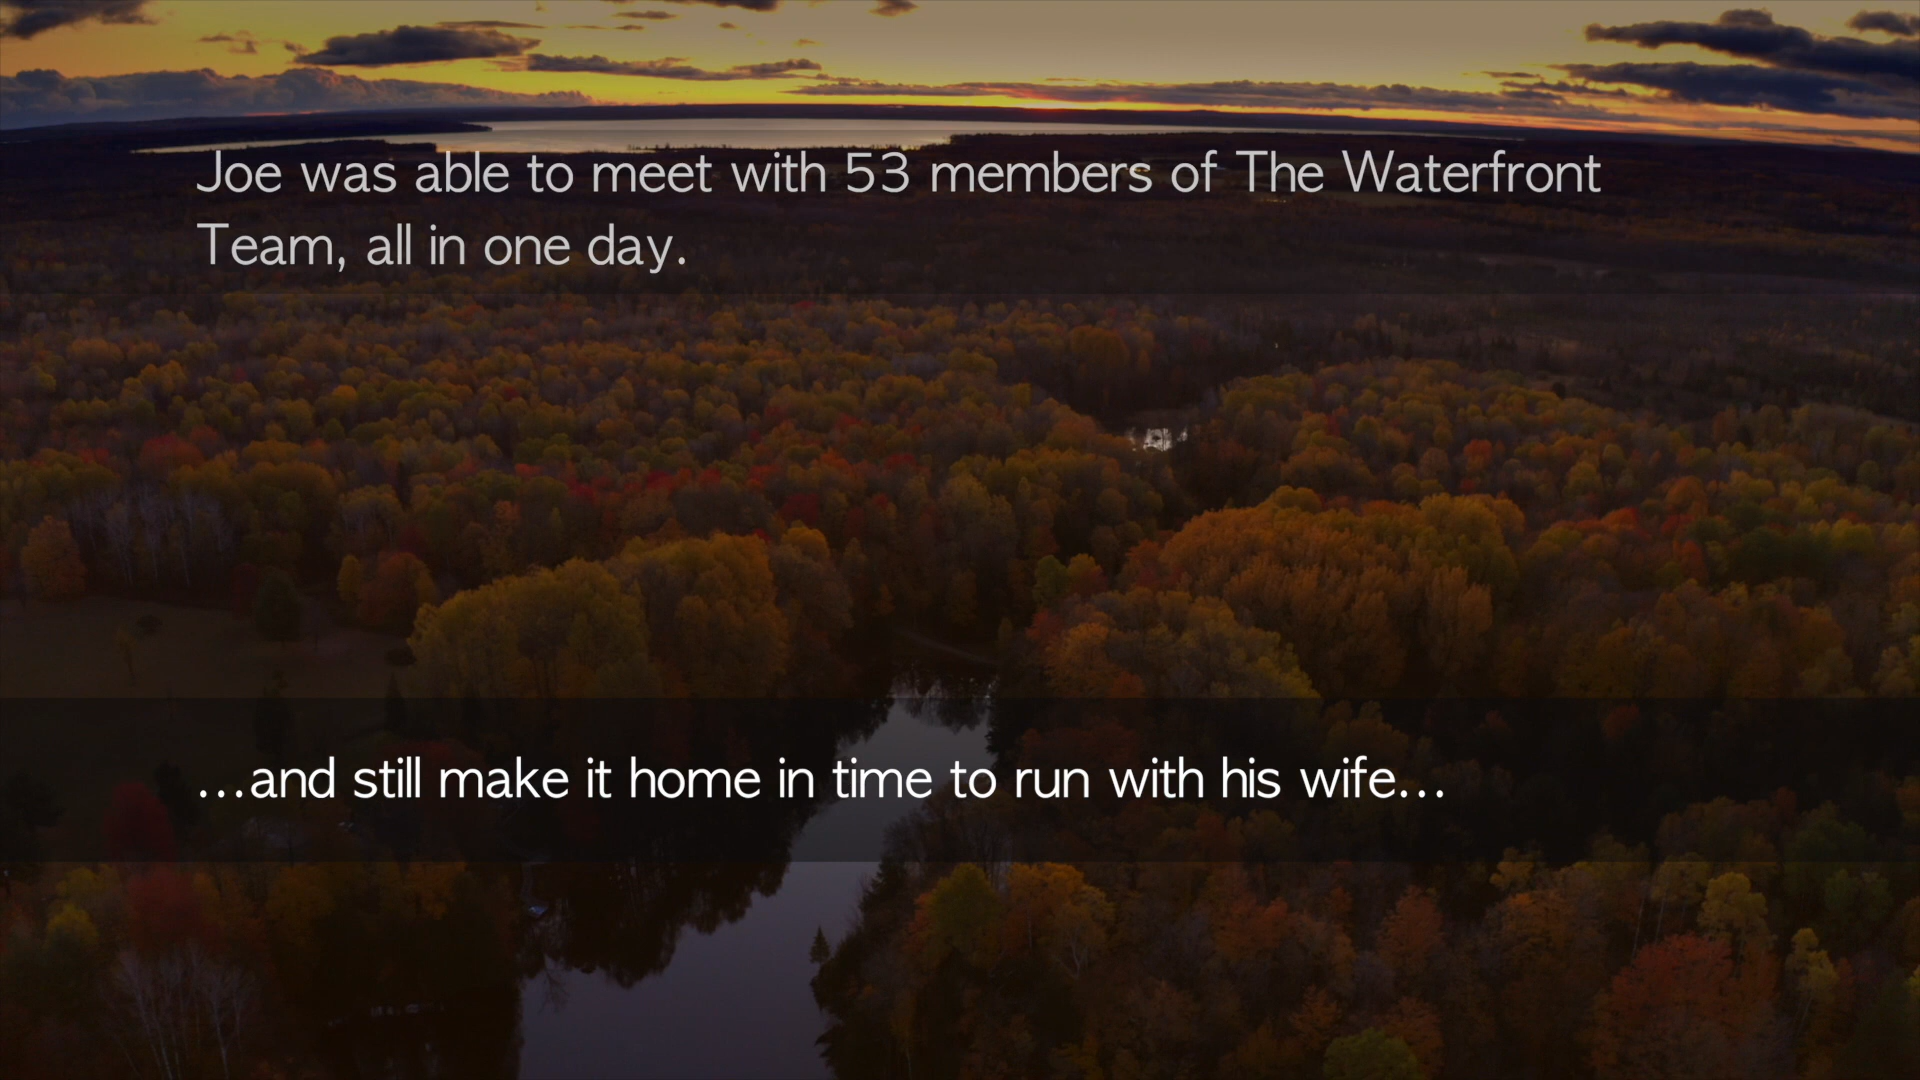 Joe was able to meet with 53 members of The Waterfront
Team, all in one day.
…and still make it home in time to run with his wife…